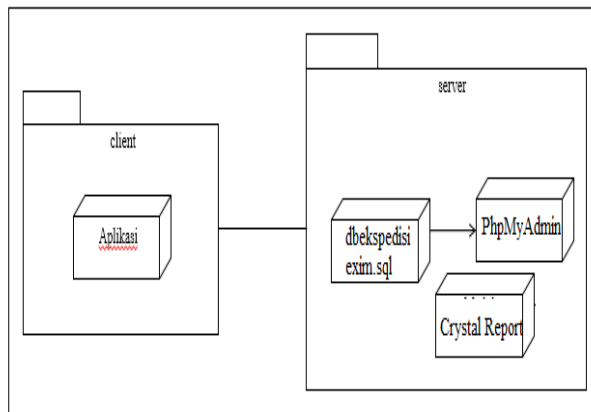 server
client
Aplikasi
dbekspedisi
exim.sql
PhpMyAdmin
Crystal Report